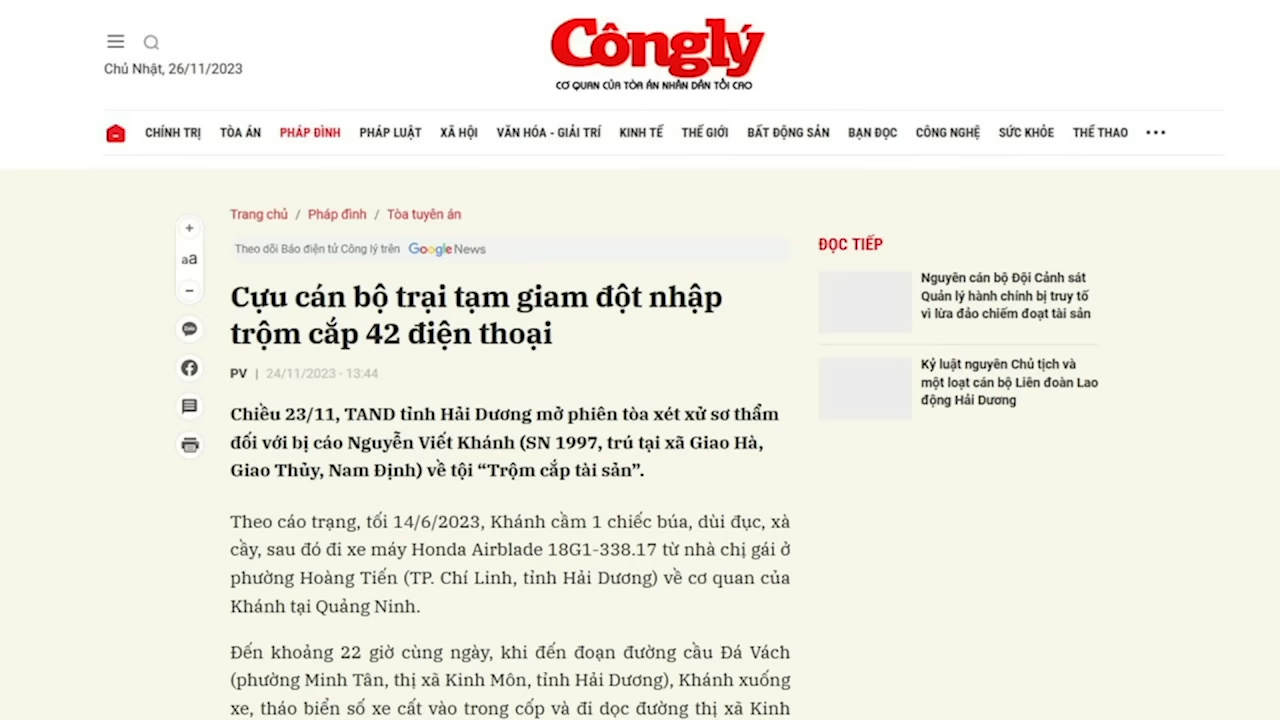 Chủ Nhật, 26/11/2023
Công lý
CƠ QUAN CỦA TÒA ÁN NHÂN DÂN TỐI CAO
CHÍNH TRỊ TÒA ÁN PHÁP ĐÌNH PHÁP LUẬT XÃ HỘI VĂN HÓA - GIẢI TRÍ KINH TẾ THẾ GIỚI BẤT ĐỘNG SẢN BẠN ĐỌC CÔNG NGHỆ SỨC KHỎE THỂ THAO
Trang chủ / Pháp đình / Tòa tuyên án
Theo dõi Báo điện tử Công lý trên Google News
+
aA
−
Zalo
Cựu cán bộ trại tạm giam đột nhập
trộm cắp 42 điện thoại
PV | 24/11/2023 - 13:44
Chiều 23/11, TAND tỉnh Hải Dương mở phiên tòa xét xử sơ thẩm
đối với bị cáo Nguyễn Viết Khánh (SN 1997, trú tại xã Giao Hà,
Giao Thủy, Nam Định) về tội “Trộm cắp tài sản”.
Theo cáo trạng, tối 14/6/2023, Khánh cầm 1 chiếc búa, dùi đục, xà
cầy, sau đó đi xe máy Honda Airblade 18G1-338.17 từ nhà chị gái ở
phường Hoàng Tiến (TP. Chí Linh, tỉnh Hải Dương) về cơ quan của
Khánh tại Quảng Ninh.
Đến khoảng 22 giờ cùng ngày, khi đến đoạn đường cầu Đá Vách
(phường Minh Tân, thị xã Kinh Môn, tỉnh Hải Dương), Khánh xuống
xe, tháo biển số xe cất vào trong cốp và đi dọc đường thị xã Kinh
ĐỌC TIẾP
Nguyên cán bộ Đội Cảnh sát
Quản lý hành chính bị truy tố
vì lừa đảo chiếm đoạt tài sản
Kỷ luật nguyên Chủ tịch và
một loạt cán bộ Liên đoàn Lao
động Hải Dương